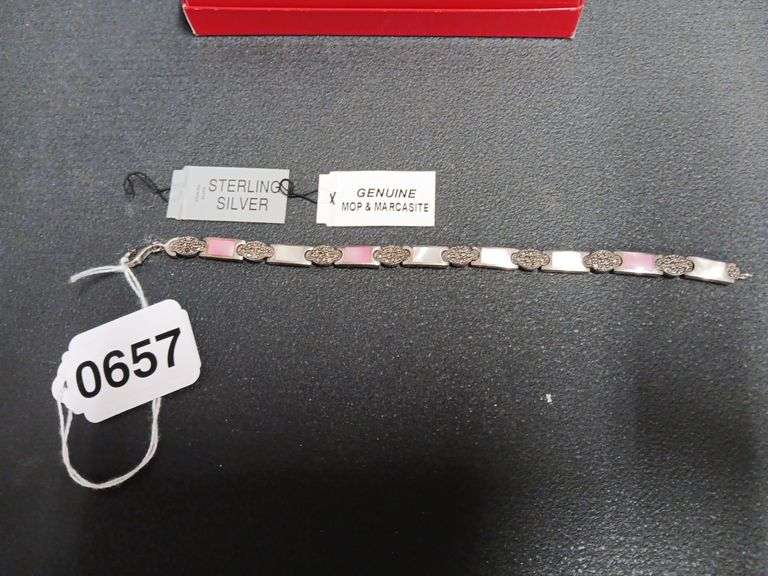 STERLING
SILVER
GENUINE
MOP & MARCASITE
0657